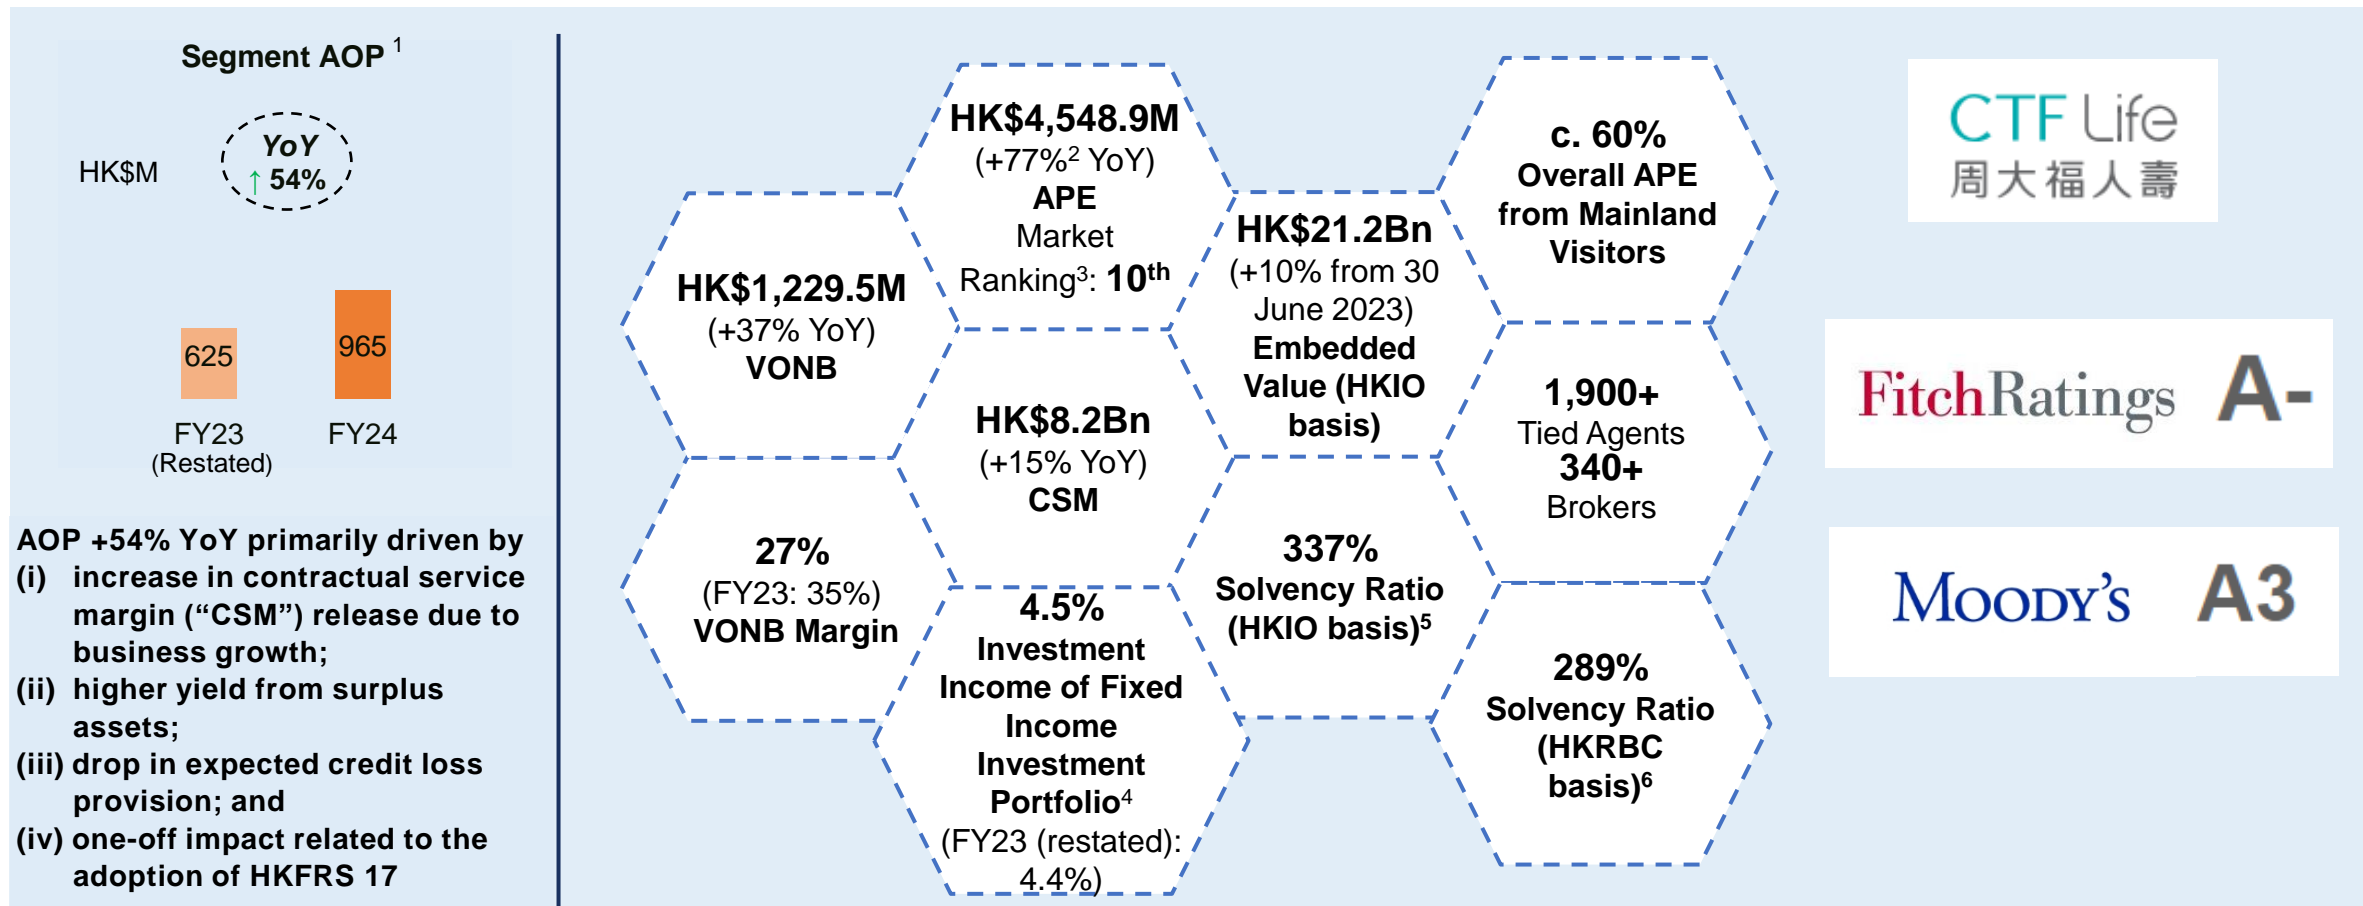 Segment AOP 1
HK$M
YoY
↑ 54%
625
965
FY23
(Restated)
FY24
AOP +54% YoY primarily driven by
(i) increase in contractual service
margin (“CSM”) release due to
business growth;
(ii) higher yield from surplus
assets;
(iii) drop in expected credit loss
provision; and
(iv) one-off impact related to the
adoption of HKFRS 17
HK$1,229.5M
(+37% YoY)
VONB
27%
(FY23: 35%)
VONB Margin
HK$4,548.9M
(+77%2 YoY)
APE
Market
Ranking3: 10th
HK$8.2Bn
(+15% YoY)
CSM
4.5%
Investment
Income of Fixed
Income
Investment
Portfolio4
(FY23 (restated):
4.4%)
HK$21.2Bn
(+10% from 30
June 2023)
Embedded
Value (HKIO
basis)
337%
Solvency Ratio
(HKIO basis)5
c. 60%
Overall APE
from Mainland
Visitors
1,900+
Tied Agents
340+
Brokers
289%
Solvency Ratio
(HKRBC
basis)6
CTF Life
周大福人壽
FitchRatings A-
MOODY'S A3